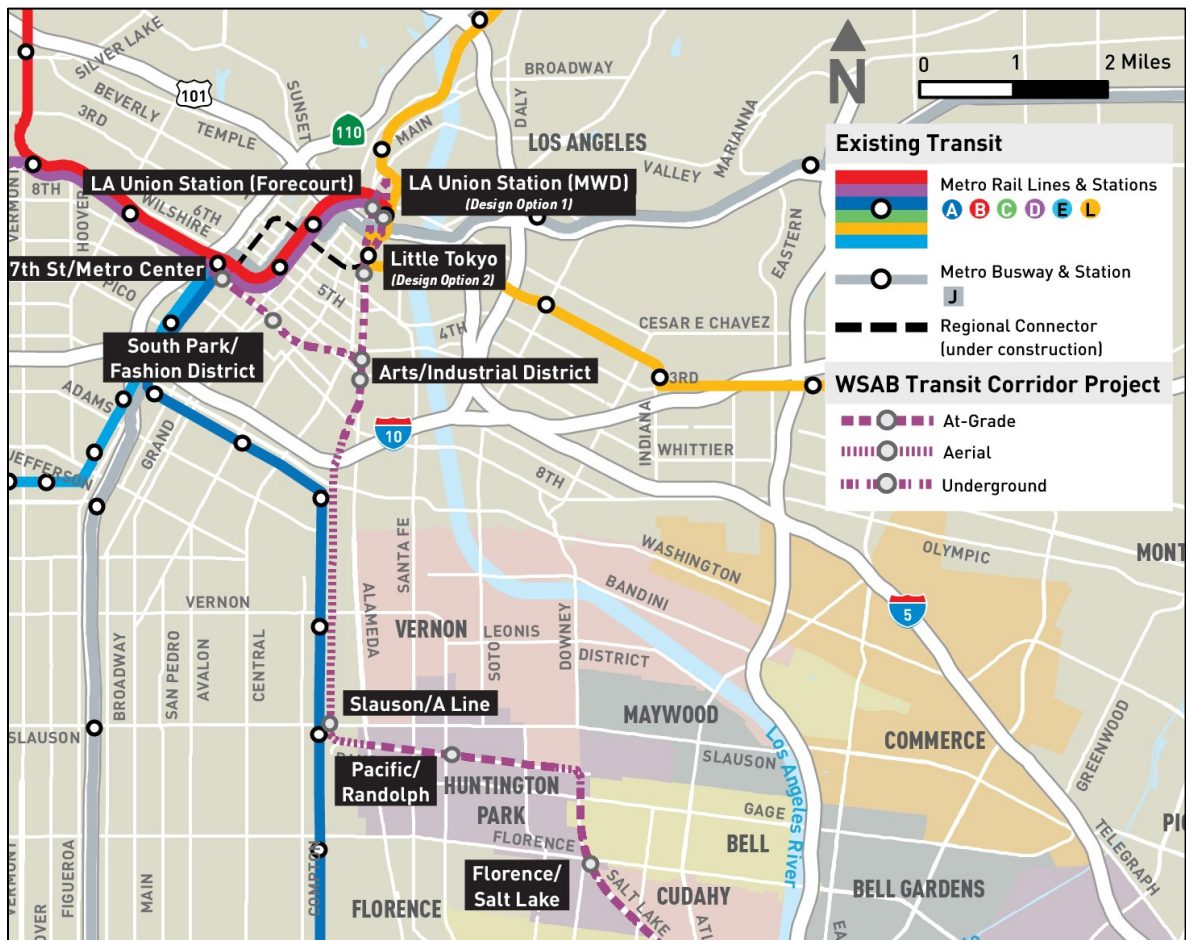 SILVER LAKE
BEVERLY
3RD
TEMPLE
SUNSET
101
110
MAIN
BROADWAY
DALY
LOS ANGELES
VALLEY
MARIANNA
N
0 1 2 Miles
Existing Transit
Metro Rail Lines & Stations
A B C D E L
Metro Busway & Station
J
Regional Connector
(under construction)
WSAB Transit Corridor Project
At-Grade
Aerial
Underground
VERMONT
8TH
HOOVER
WILSHIRE
6TH
LA Union Station (Forecourt)
LA Union Station (MWD)
(Design Option 1)
7th St/Metro Center
PICO
5TH
Little Tokyo
(Design Option 2)
4TH
EASTERN
CESAR E CHAVEZ
South Park/
Fashion District
Arts/Industrial District
3RD
ADAMS
GRAND
JEFFERSON
10
INDIANA
WHITTIER
8TH
SANTA FE
WASHINGTON
BANDINI
OLYMPIC
MONT
5
VERNON
ALAMEDA
VERNON
LEONIS
SOTO
DOWNEY
DISTRICT
BROADWAY
SAN PEDRO
AVALON
CENTRAL
Slauson/A Line
MAYWOOD
COMMERCE
GREENWOOD
SLAUSON
SLAUSON
Los Angeles River
Pacific/
Randolph
HUNTINGTON
PARK
GAGE
BELL
FLORENCE
TELEGRAPH
PI
Florence/
Salt Lake
SALT LAKE
CUDAHY
BELL GARDENS
VERMONT
OVER
FIGUEROA
MAIN
COMPTON
FLORENCE
ATL
EA